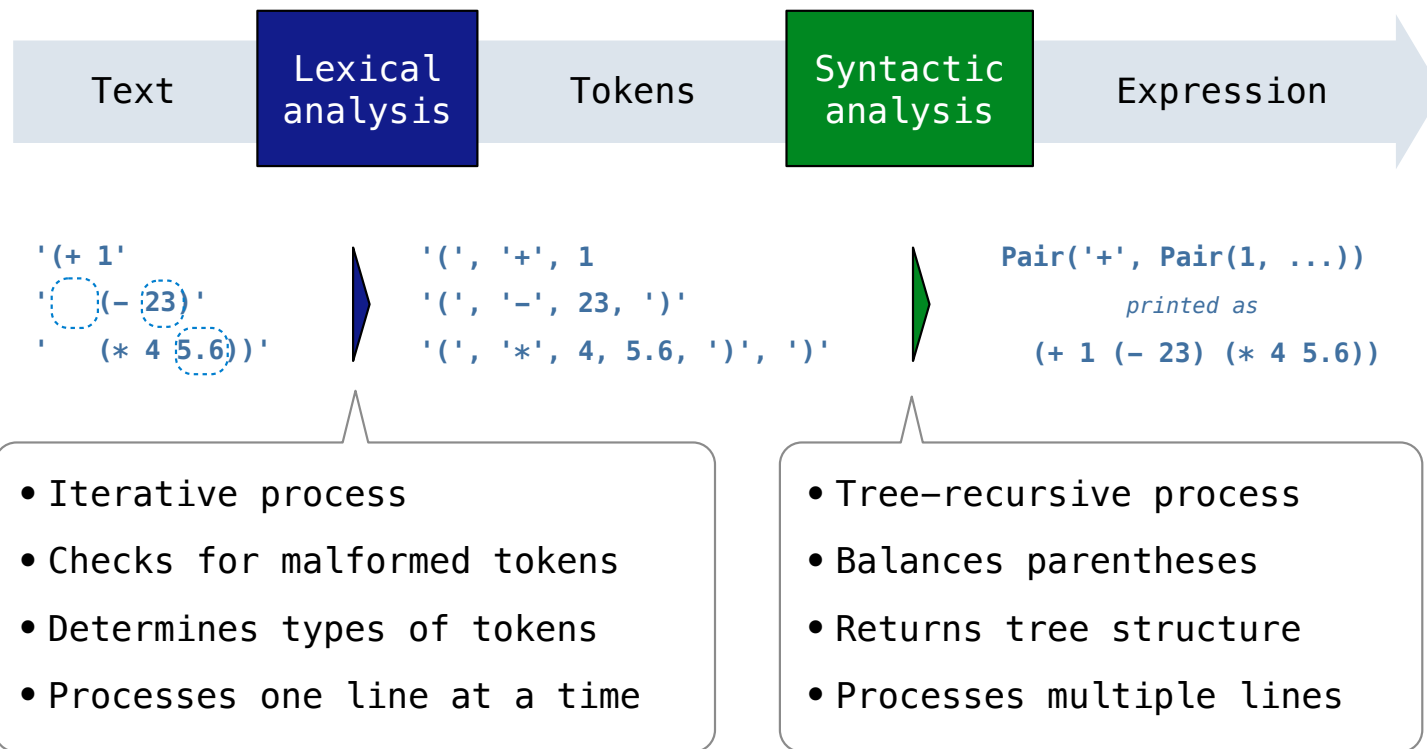 Text
Lexical
analysis
Tokens
Syntactic
analysis
Expression
'(+ 1'
'   (- 23)'
'   (* 4 5.6))'
'(', '+', 1
'(', '-', 23, ')'
'(', '*', 4, 5.6, ')', ')'
Pair('+', Pair(1, ...))
printed as
(+ 1 (- 23) (* 4 5.6))
• Iterative process
• Checks for malformed tokens
• Determines types of tokens
• Processes one line at a time
• Tree-recursive process
• Balances parentheses
• Returns tree structure
• Processes multiple lines